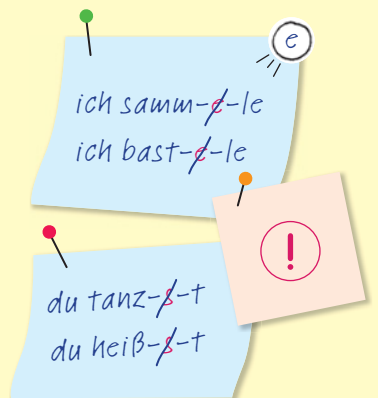 e
ich samm-e-le
ich bast-e-le
!
du tanz-s-t
du heiß-s-t